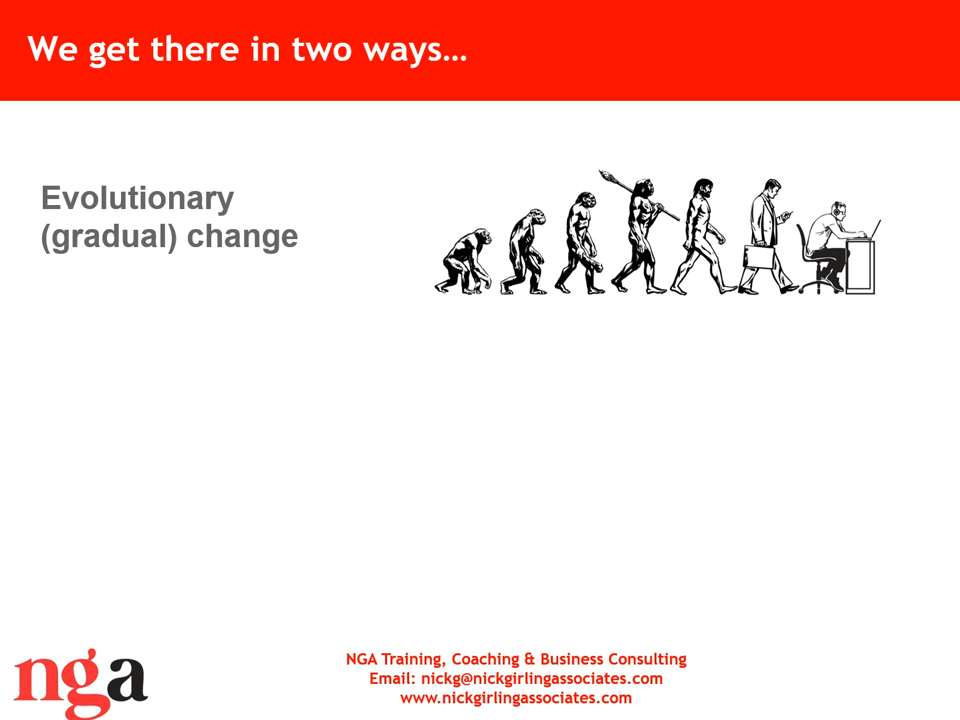 We get there in two ways…
Evolutionary
(gradual) change
nga
NGA Training, Coaching & Business Consulting
Email: nickg@nickgirlingassociates.com
www.nickgirlingassociates.com